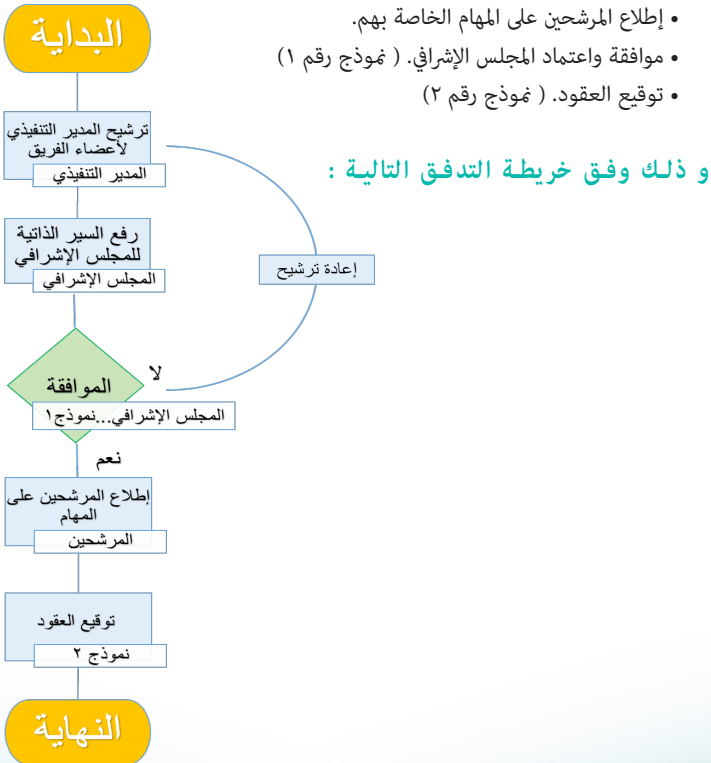 • إطلاع المرشحين على المهام الخاصة بهم.
• موافقة واعتماد المجلس الإشرافي. ( نموذج رقم ١)
• توقيع العقود. ( نموذج رقم ٢)
و ذلك وفق خريطة التدفق التالية :
البداية
ترشيح المدير التنفيذي
لأعضاء الفريق
المدير التنفيذي
رفع السير الذاتية
للمجلس الإشرافي
المجلس الإشرافي
إعادة ترشيح
لا
الموافقة
المجلس الإشرافي...نموذج١
نعم
إطلاع المرشحين على
المهام
المرشحين
توقيع العقود
نموذج ٢
النهاية